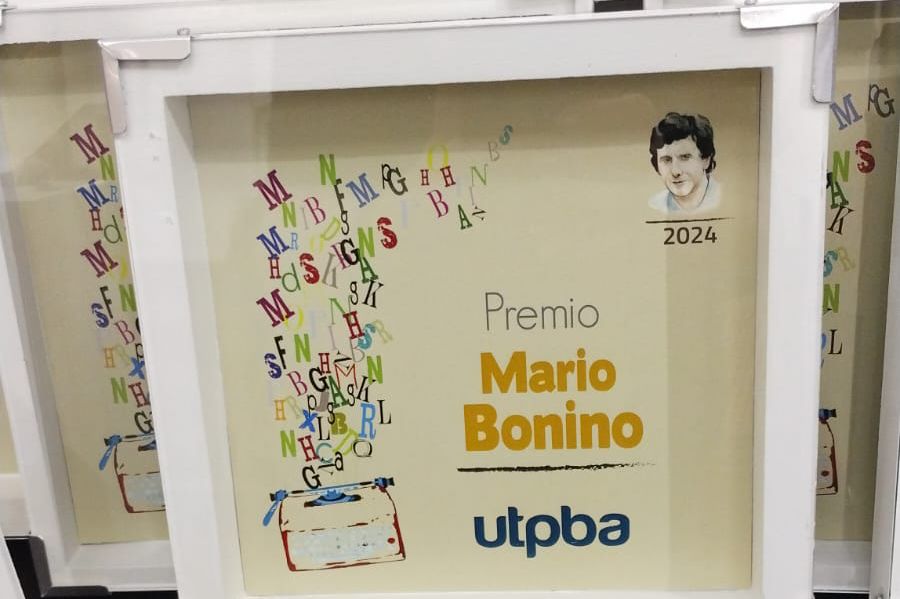 2024
Premio
Mario
Bonino
utpba